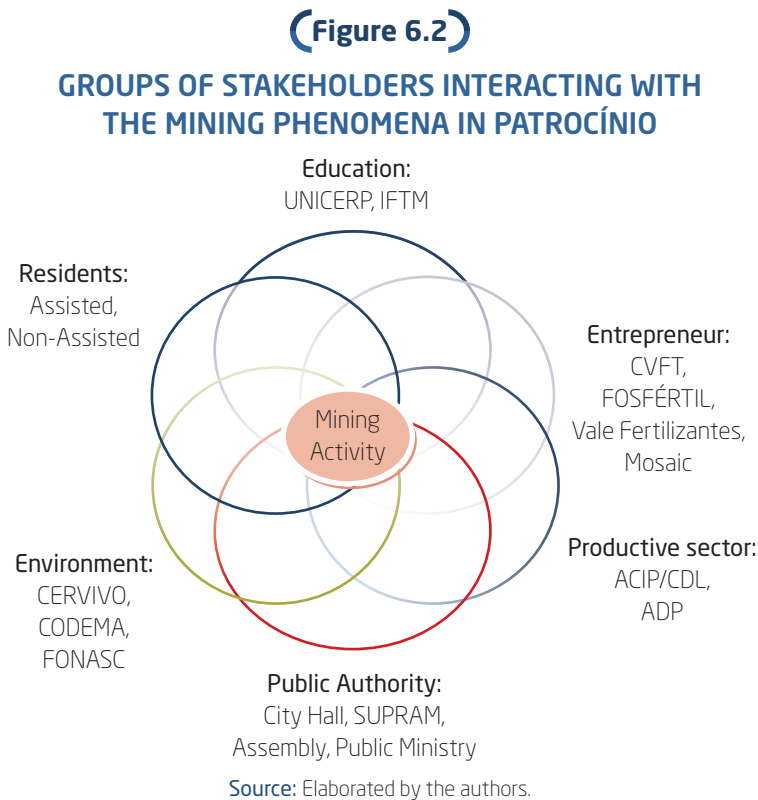 Figure 6.2
GROUPS OF STAKEHOLDERS INTERACTING WITH
THE MINING PHENOMENA IN PATROCÍNIO
Education:
UNICERP, IFTM
Residents:
Assisted,
Non-Assisted
Entrepreneur:
CVFT,
FOSFÉRTIL,
Vale Fertilizantes,
Mosaic
Mining
Activity
Productive sector:
ACIP/CDL,
ADP
Environment:
CERVIVO,
CODEMA,
FONASC
Public Authority:
City Hall, SUPRAM,
Assembly, Public Ministry
Source: Elaborated by the authors.